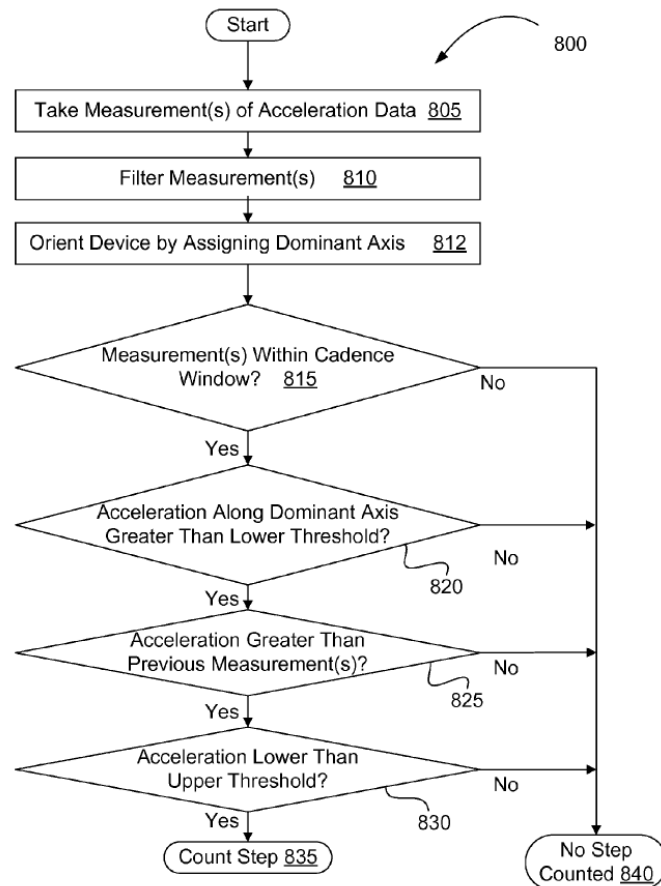 Start
800
Take Measurement(s) of Acceleration Data 805
Filter Measurement(s) 810
Orient Device by Assigning Dominant Axis 812
Measurement(s) Within Cadence
Window? 815
No
Yes
Acceleration Along Dominant Axis
Greater Than Lower Threshold?
No
820
Yes
Acceleration Greater Than
Previous Measurement(s)?
No
825
Yes
Acceleration Lower Than
Upper Threshold?
No
830
Yes
Count Step 835
No Step
Counted 840